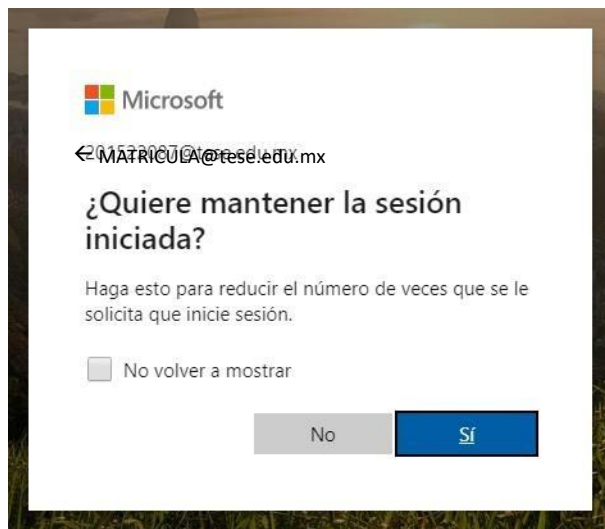 Microsoft
← MATRICULA@tese.edu.mx
¿Quiere mantener la sesión
iniciada?
Haga esto para reducir el número de veces que se le
solicita que inicie sesión.
No volver a mostrar
No
Sí